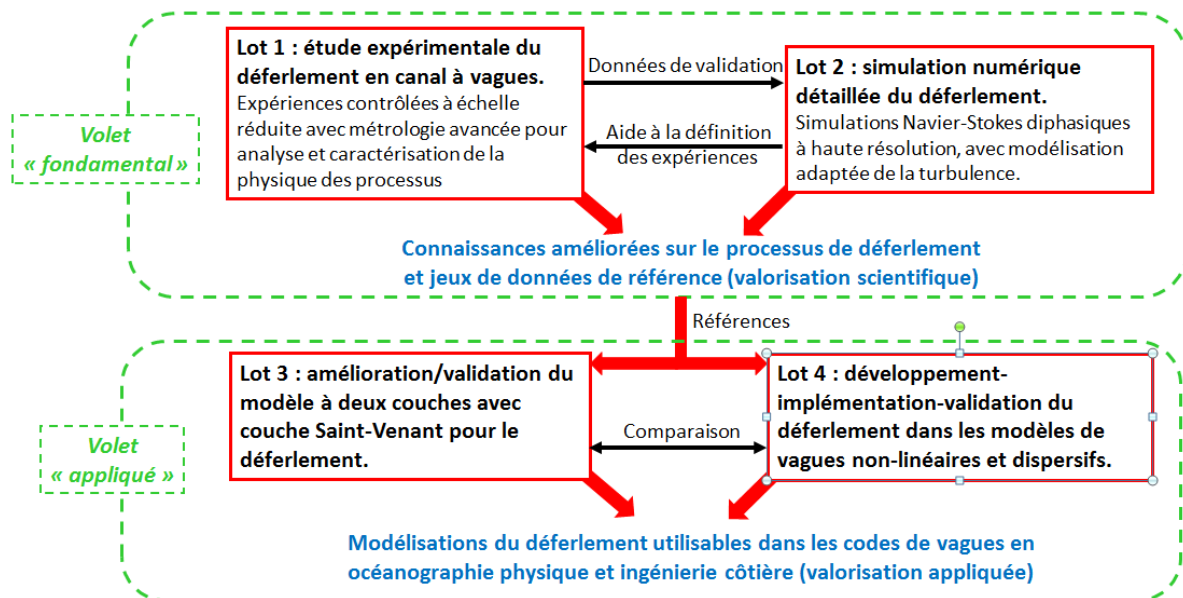 Lot 1 : étude expérimentale du
déferlement en canal à vagues.
Expériences contrôlées à échelle
réduite avec métrologie avancée pour
analyse et caractérisation de la
physique des processus
Données de validation
Aide à la définition
des expériences
Lot 2 : simulation numérique
détaillée du déferlement.
Simulations Navier-Stokes diphasiques
à haute résolution, avec modélisation
adaptée de la turbulence.
Volet
« fondamental »
Connaissances améliorées sur le processus de déferlement
et jeux de données de référence (valorisation scientifique)
Références
Lot 3 : amélioration/validation du
modèle à deux couches avec
couche Saint-Venant pour le
déferlement.
Comparaison
Lot 4 : développement-
implémentation-validation du
déferlement dans les modèles de
vagues non-linéaires et dispersifs.
Volet
« appliqué »
Modélisations du déferlement utilisables dans les codes de vagues en
océanographie physique et ingénierie côtière (valorisation appliquée)